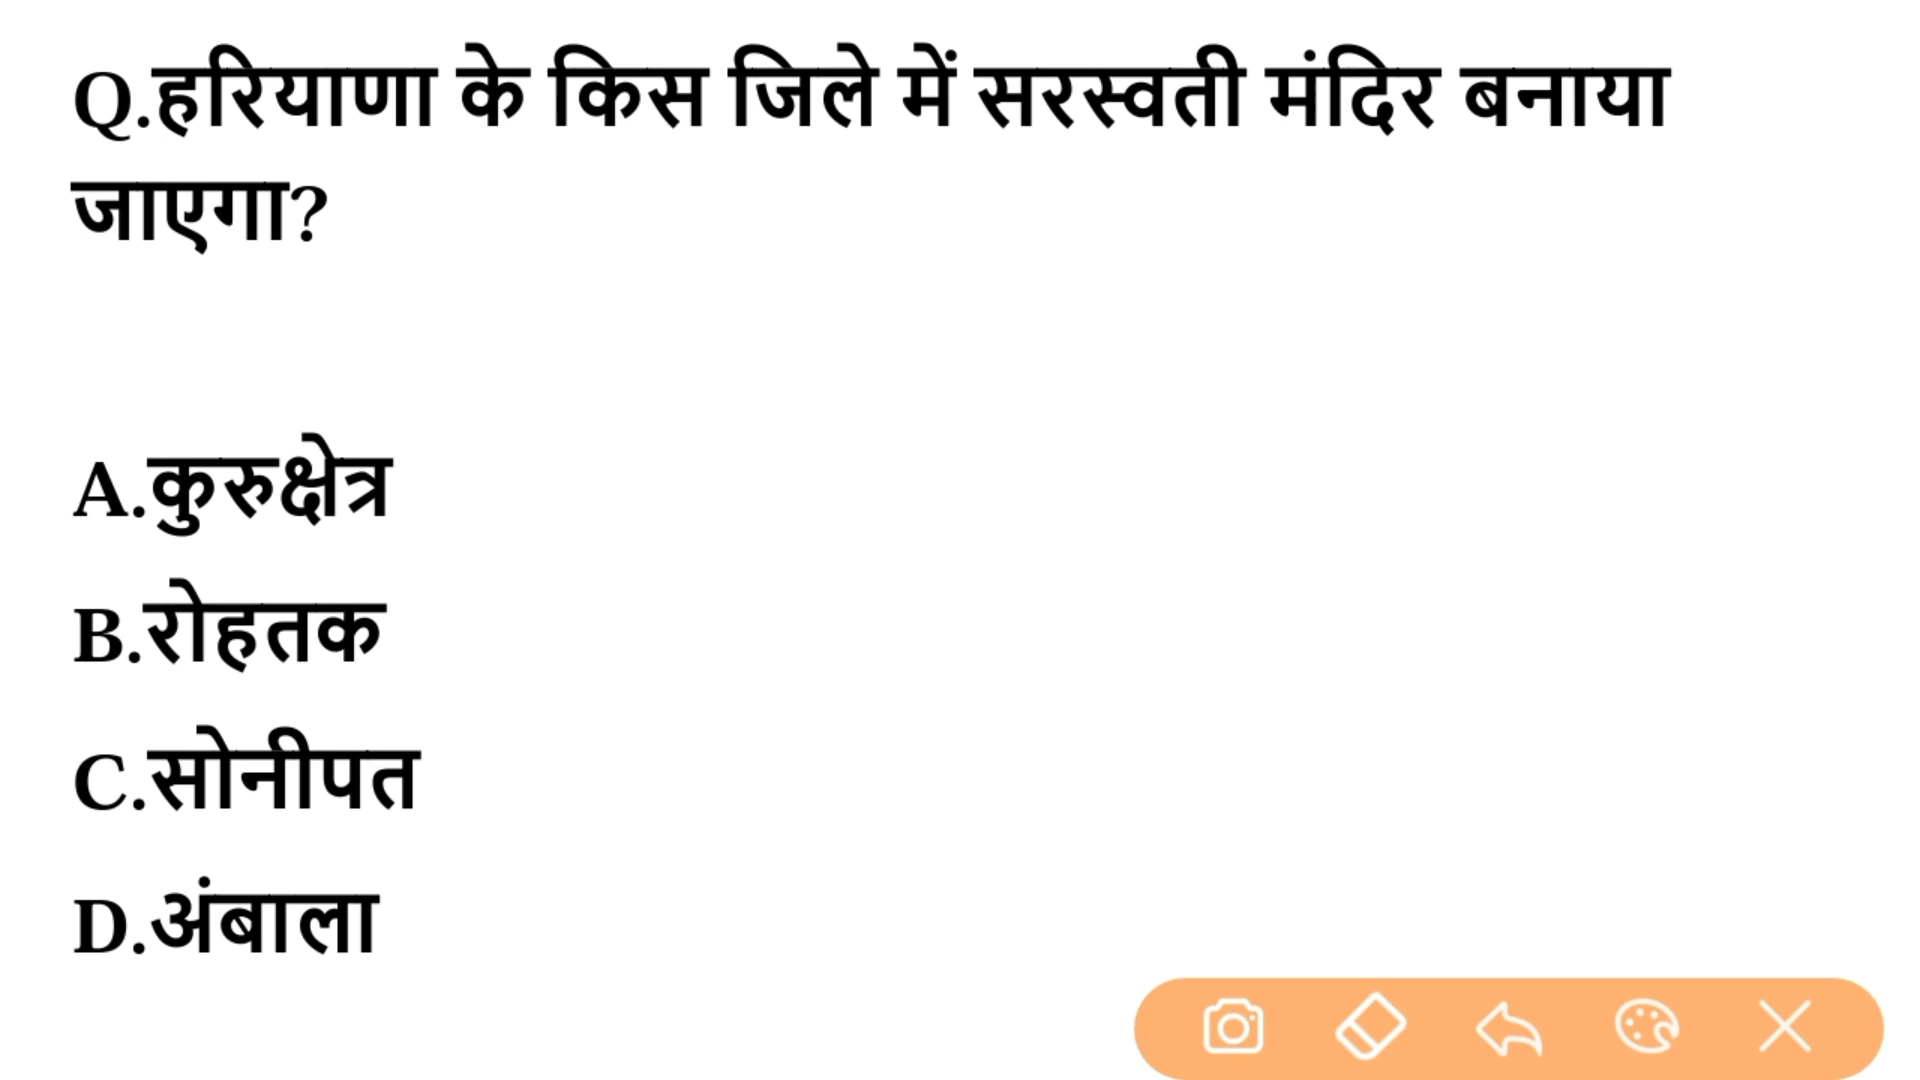 Q.हरियाणा के किस जिले में सरस्वती मंदिर बनाया
जाएगा?
A.कुरुक्षेत्र
B.रोहतक
C.सोनीपत
D.अंबाला